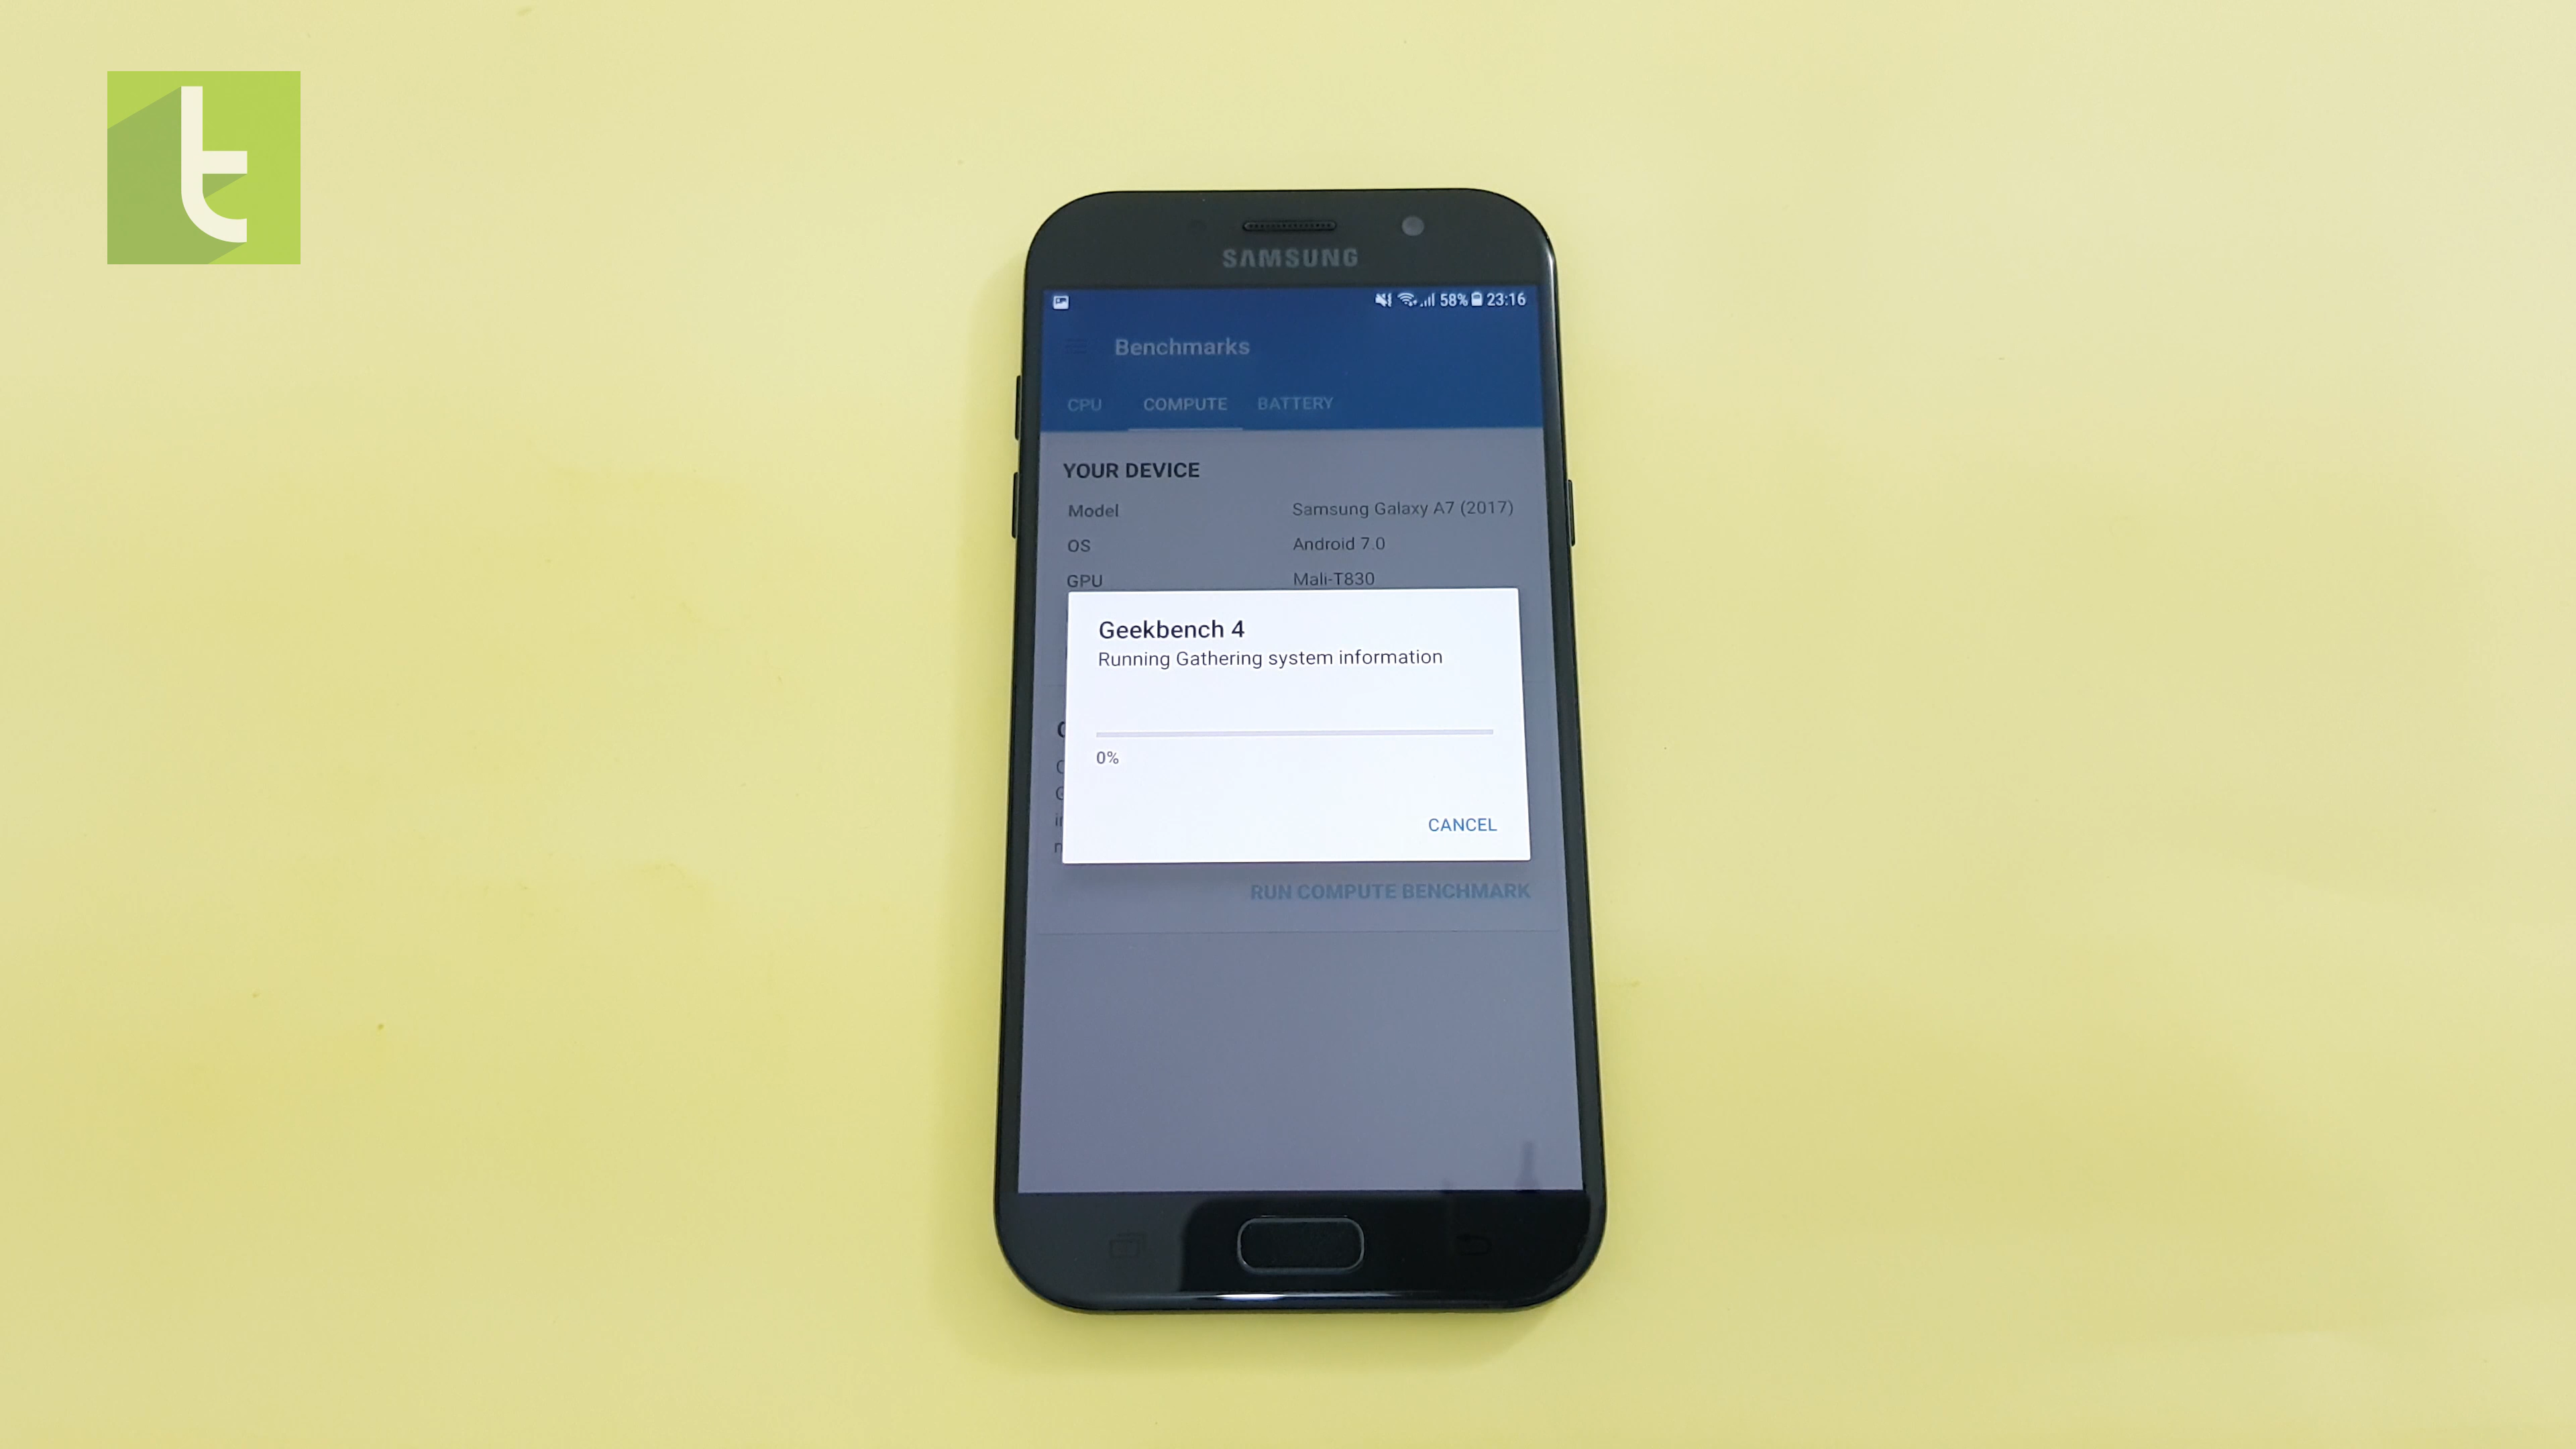 t
SAMSUNG
58% 23:16
Benchmarks
CPU COMPUTE BATTERY
YOUR DEVICE
Model Samsung Galaxy A7 (2017)
OS Android 7.0
GPU Mali-T830
Geekbench 4
Running Gathering system information
0%
CANCEL
RUN COMPUTE BENCHMARK